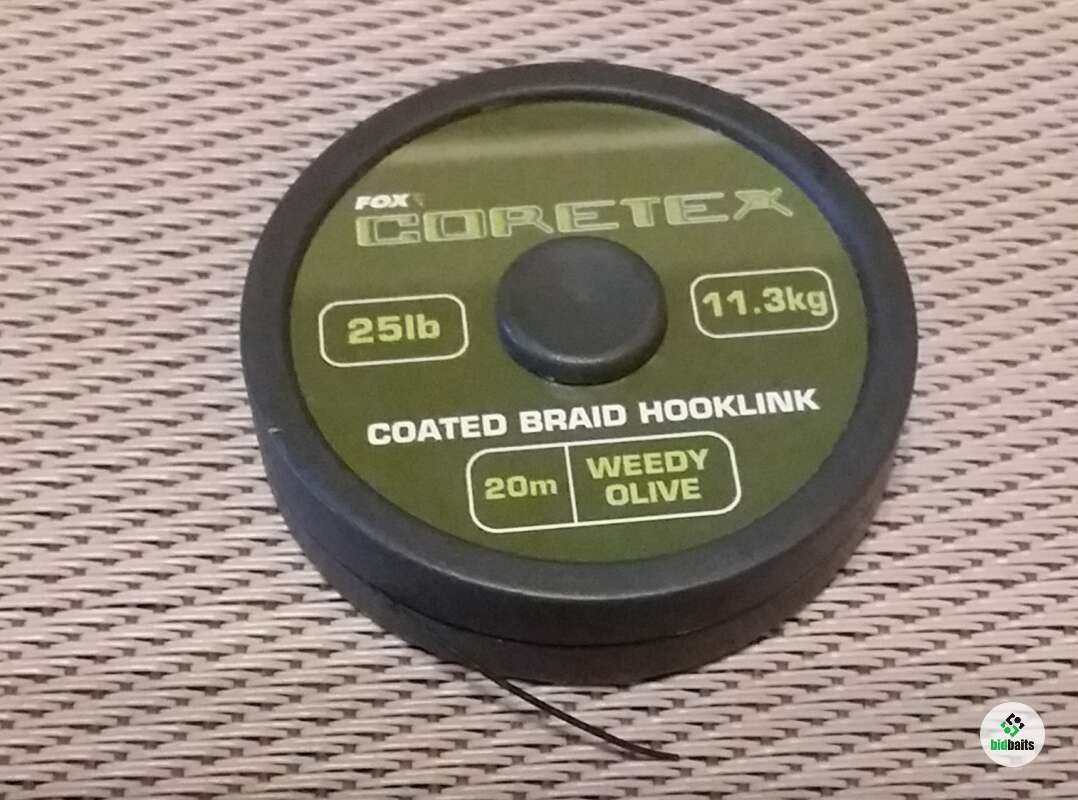 FOX
CORETEX
25lb
11.3kg
COATED BRAID HOOKLINK
20m
WEEDY
OLIVE
bidbaits